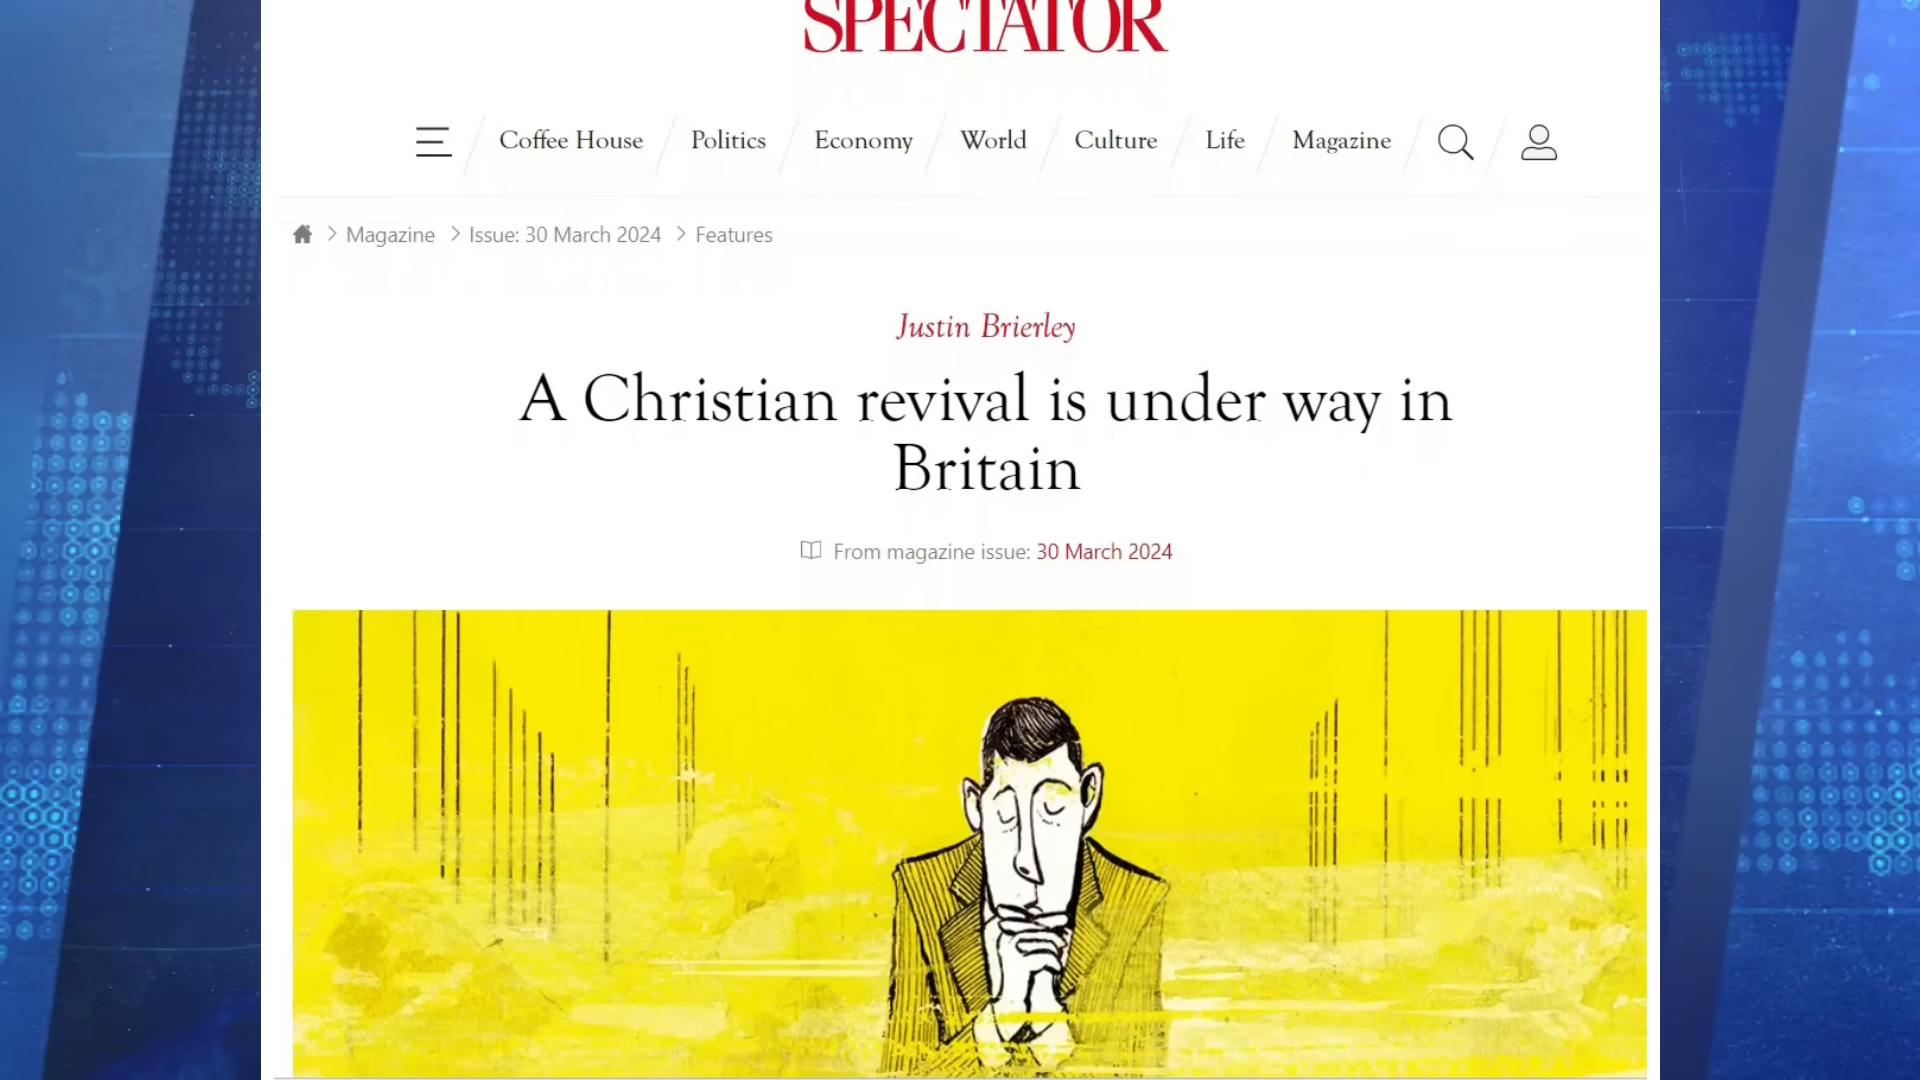 SPECTATOR
Coffee House Politics Economy World Culture Life Magazine
Magazine > Issue: 30 March 2024 > Features
Justin Brierley
A Christian revival is under way in
Britain
From magazine issue: 30 March 2024